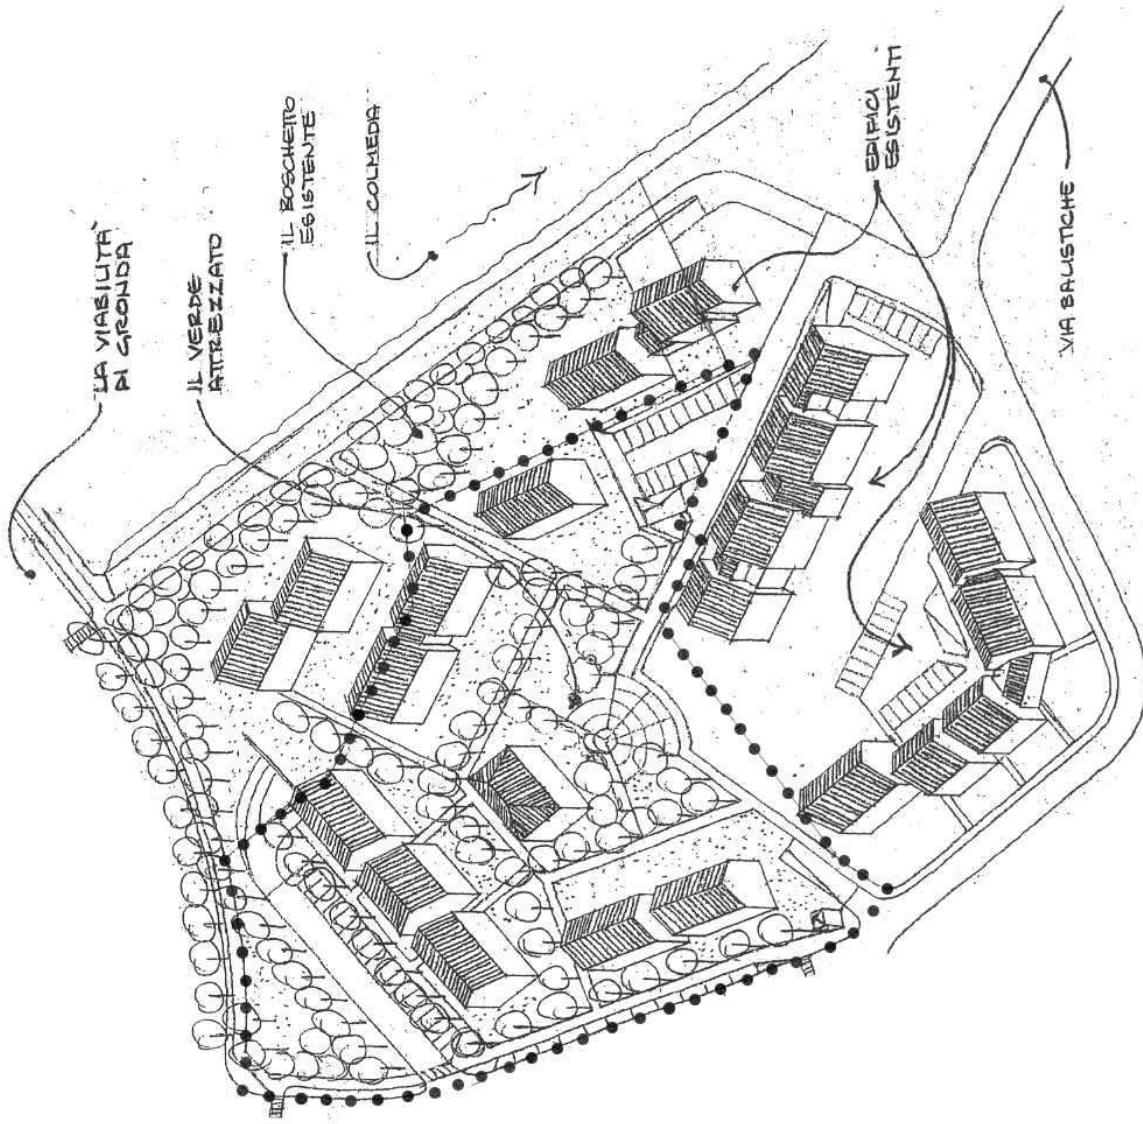 LA VIABILITA'
DI GRONDA
IL VERDE
ATTREZZATO
IL BOSCHETTO
ESISTENTE
IL COLMEDA
EDIFICI
ESISTENTI
VIA BALISTICHE